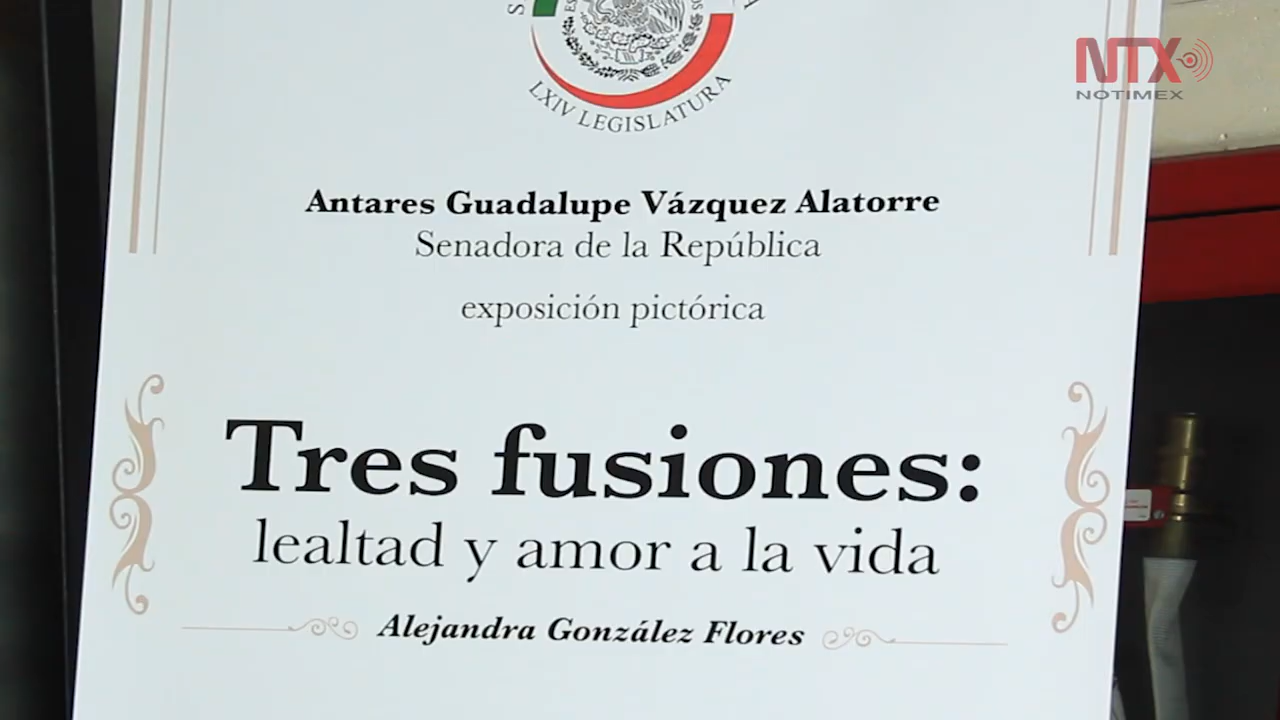 LXIV LEGISLATURA
NTX
NOTIMEX
Antares Guadalupe Vázquez Alatorre
Senadora de la República
exposición pictórica
Tres fusiones:
lealtad y amor a la vida
Alejandra González Flores